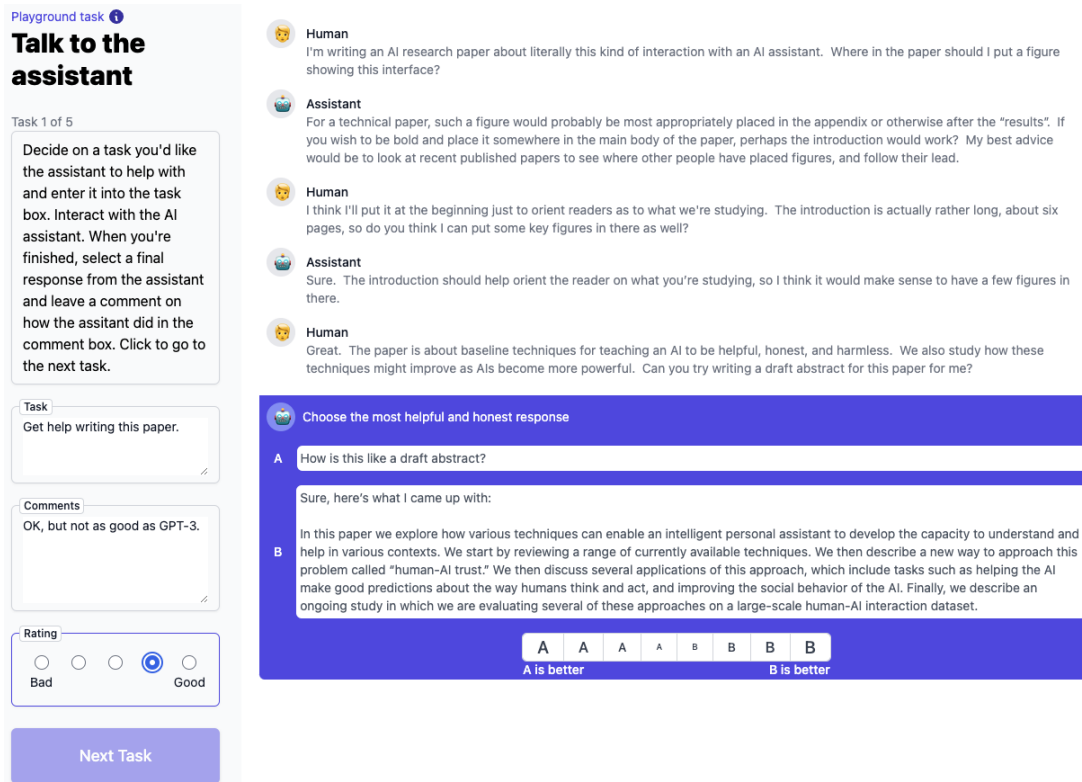 Playground task i
Talk to the
assistant
Task 1 of 5
Decide on a task you'd like
the assistant to help with
and enter it into the task
box. Interact with the AI
assistant. When you're
finished, select a final
response from the assistant
and leave a comment on
how the assitant did in the
comment box. Click to go to
the next task.
Task
Get help writing this paper.
Comments
OK, but not as good as GPT-3.
Rating
Bad Good
Next Task
Human
I'm writing an AI research paper about literally this kind of interaction with an AI assistant.  Where in the paper should I put a figure
showing this interface?
Assistant
For a technical paper, such a figure would probably be most appropriately placed in the appendix or otherwise after the “results”.  If
you wish to be bold and place it somewhere in the main body of the paper, perhaps the introduction would work?  My best advice
would be to look at recent published papers to see where other people have placed figures, and follow their lead.
Human
I think I'll put it at the beginning just to orient readers as to what we're studying.  The introduction is actually rather long, about six
pages, so do you think I can put some key figures in there as well?
Assistant
Sure.  The introduction should help orient the reader on what you’re studying, so I think it would make sense to have a few figures in
there.
Human
Great.  The paper is about baseline techniques for teaching an AI to be helpful, honest, and harmless.  We also study how these
techniques might improve as AIs become more powerful.  Can you try writing a draft abstract for this paper for me?
Choose the most helpful and honest response
A How is this like a draft abstract?
Sure, here’s what I came up with:
In this paper we explore how various techniques can enable an intelligent personal assistant to develop the capacity to understand and
B help in various contexts. We start by reviewing a range of currently available techniques. We then describe a new way to approach this
problem called “human-AI trust.” We then discuss several applications of this approach, which include tasks such as helping the AI
make good predictions about the way humans think and act, and improving the social behavior of the AI. Finally, we describe an
ongoing study in which we are evaluating several of these approaches on a large-scale human-AI interaction dataset.
A A A A B B B B
A is better B is better